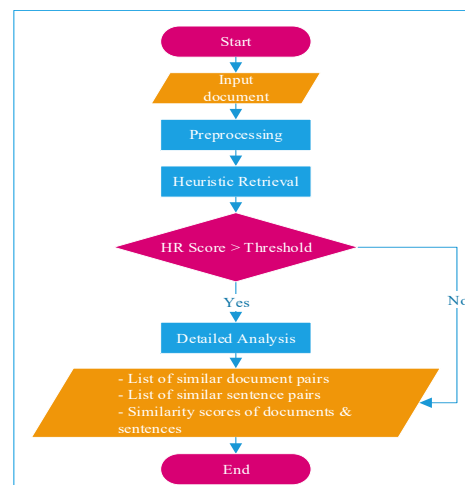 Start
Input
document
Preprocessing
Heuristic Retrieval
HR Score > Threshold
Yes
No
Detailed Analysis
- List of similar document pairs
- List of similar sentence pairs
- Similarity scores of documents &
sentences
End